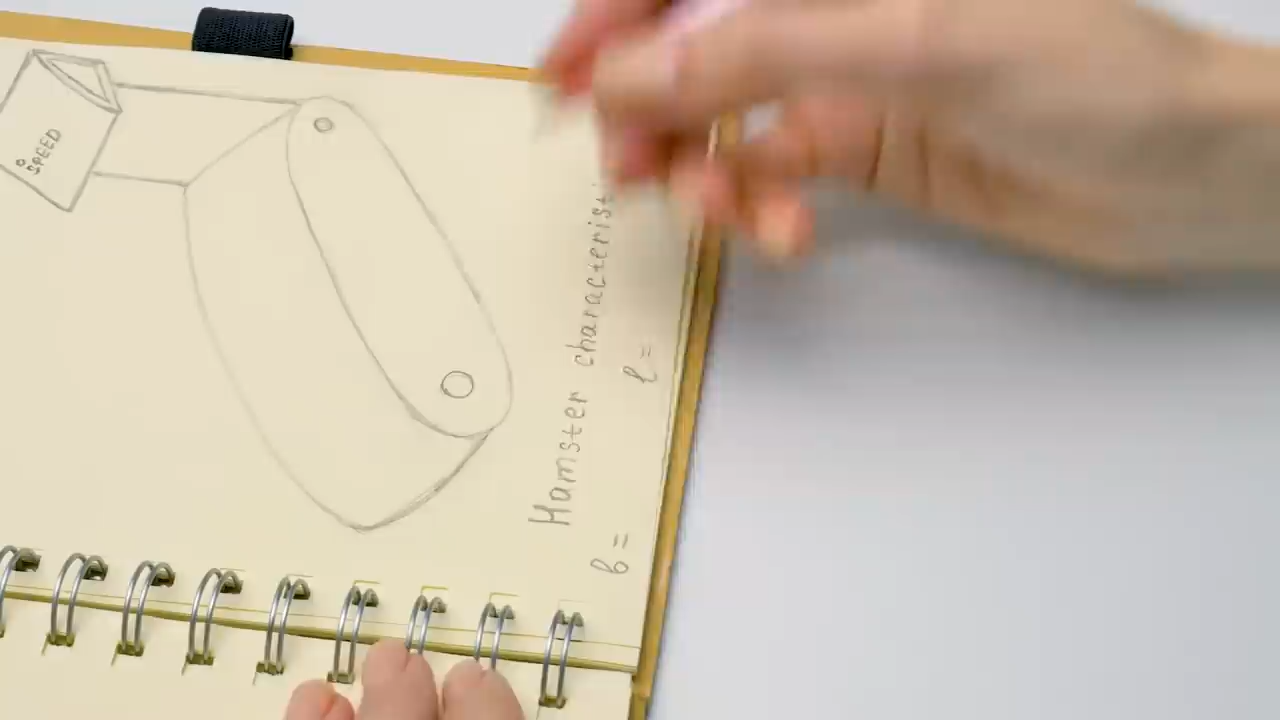 SPEED
Hamster characterist
b = l =